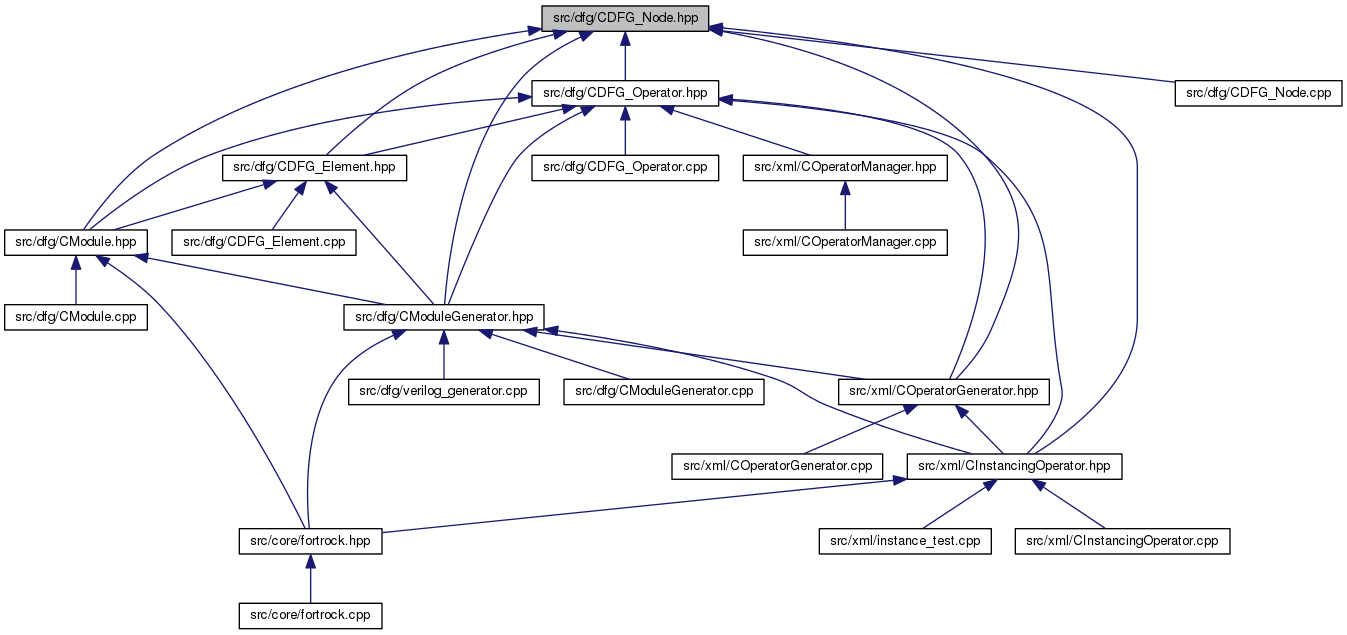 src/dfg/CDFG_Node.hpp
src/dfg/CDFG_Operator.hpp
src/dfg/CDFG_Node.cpp
src/dfg/CDFG_Element.hpp
src/dfg/CDFG_Operator.cpp
src/xml/COperatorManager.hpp
src/dfg/CModule.hpp
src/dfg/CDFG_Element.cpp
src/xml/COperatorManager.cpp
src/dfg/CModule.cpp
src/dfg/CModuleGenerator.hpp
src/dfg/verilog_generator.cpp
src/dfg/CModuleGenerator.cpp
src/xml/COperatorGenerator.hpp
src/xml/COperatorGenerator.cpp
src/xml/CInstancingOperator.hpp
src/core/fortrock.hpp
src/xml/instance_test.cpp
src/xml/CInstancingOperator.cpp
src/core/fortrock.cpp